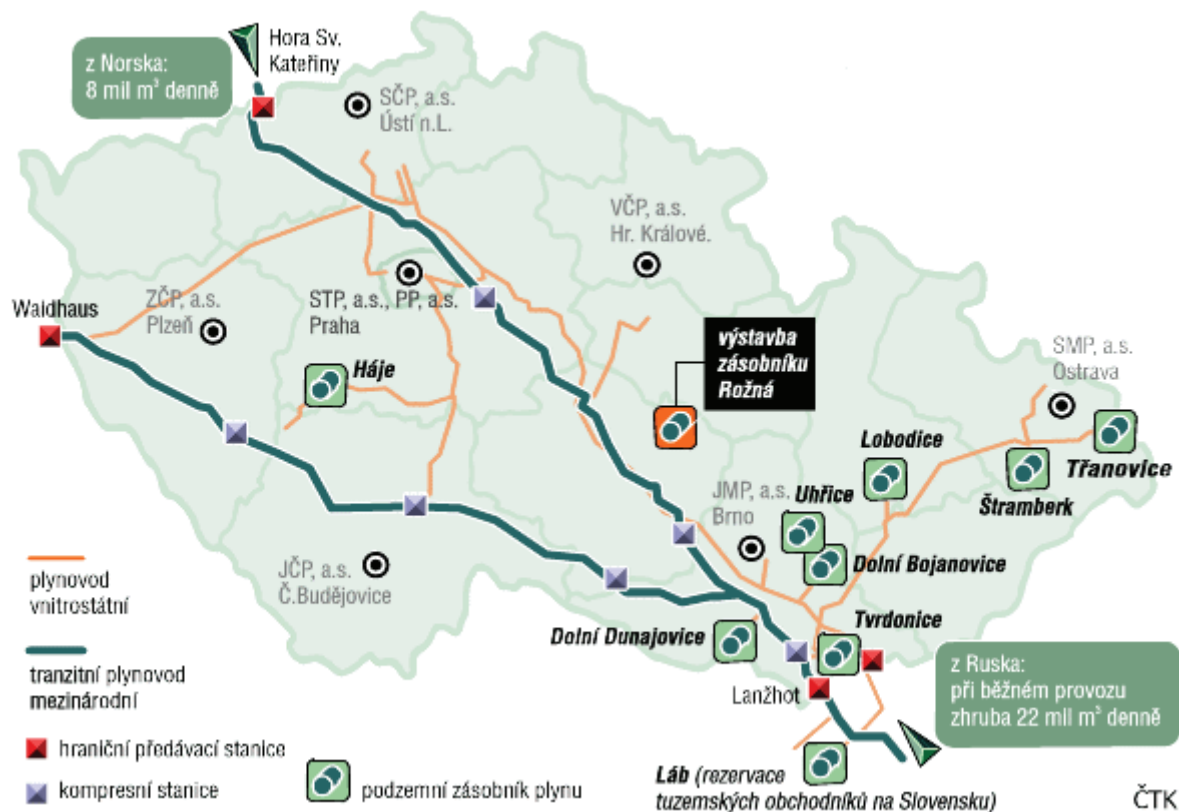 Hora Sv.
Kateřiny
z Norska:
8 mil m³ denně
SČP, a.s.
Ústí n.L.
VČP, a.s.
Hr. Králové.
Waidhaus
ZČP, a.s.
Plzeň
STP, a.s., PP, a.s.
Praha
Háje
výstavba
zásobníku
Rožná
SMP, a.s.
Ostrava
Lobodice
Třanovice
Štramberk
JMP, a.s.
Brno
Uhřice
Dolní Bojanovice
JČP, a.s.
Č.Budějovice
Dolní Dunajovice
Tvrdonice
Lanžhot
z Ruska:
při běžném provozu
zhruba 22 mil m³ denně
Láb (rezervace
tuzemských obchodníků na Slovensku)
plynovod
vnitrostátní
tranzitní plynovod
mezinárodní
hraniční předávací stanice
kompresní stanice
podzemní zásobník plynu
ČTK